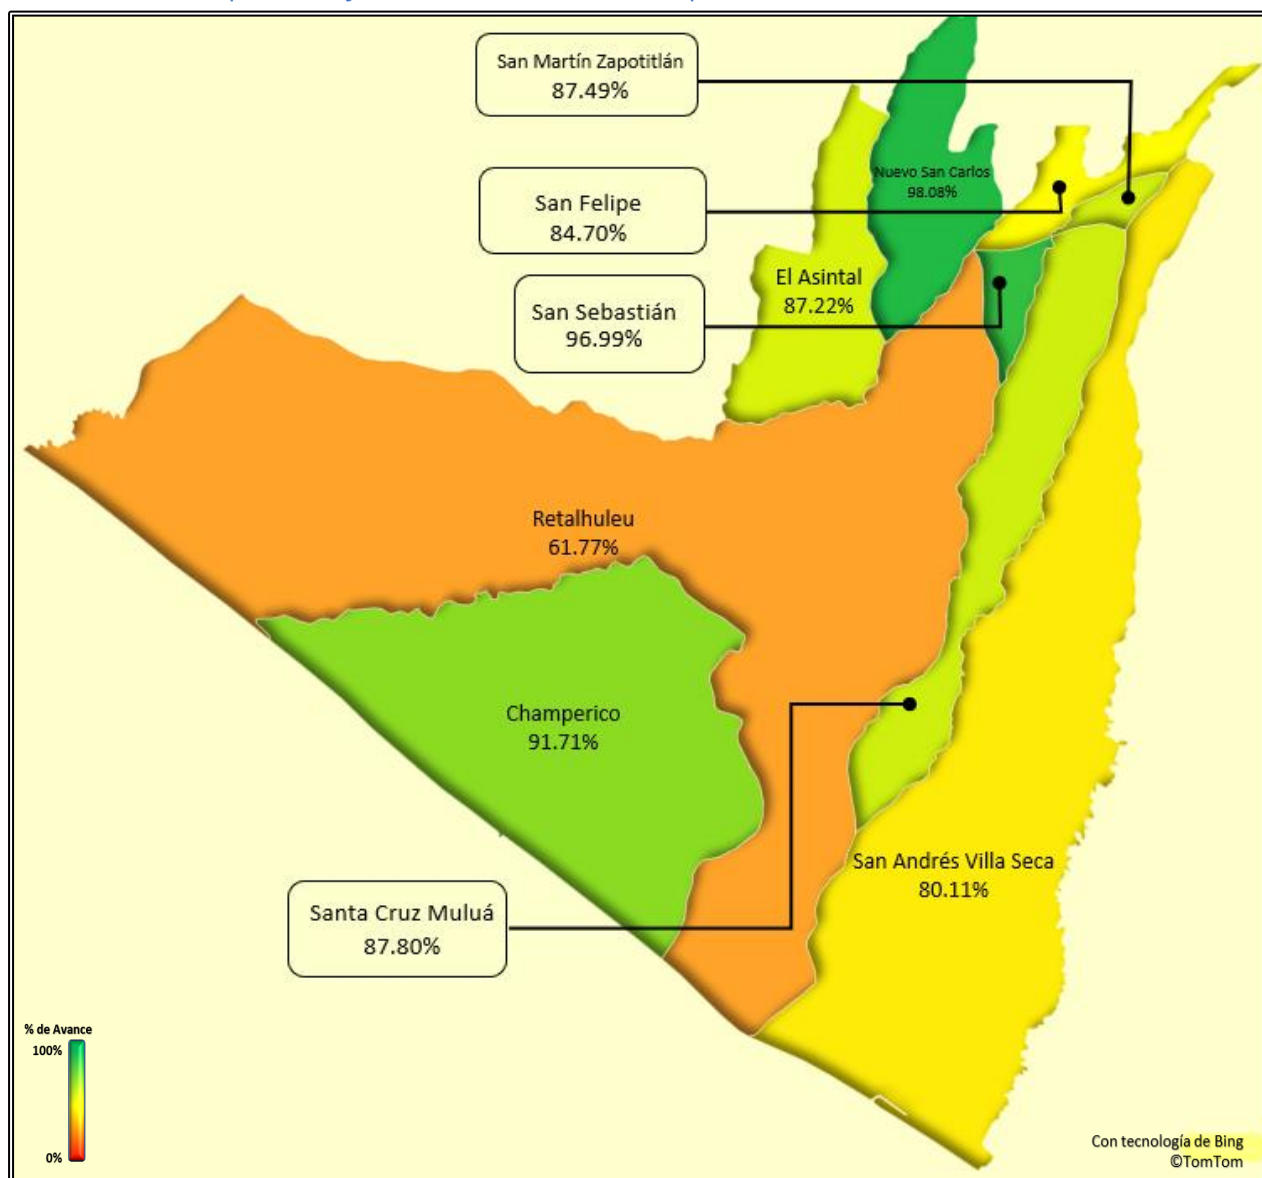 San Martín Zapotitlán
87.49%
Nuevo San Carlos
98.08%
San Felipe
84.70%
El Asintal
87.22%
San Sebastián
96.99%
Retalhuleu
61.77%
Champerico
91.71%
San Andrés Villa Seca
80.11%
Santa Cruz Muluá
87.80%
% de Avance
100%
0%
Con tecnología de Bing
©TomTom